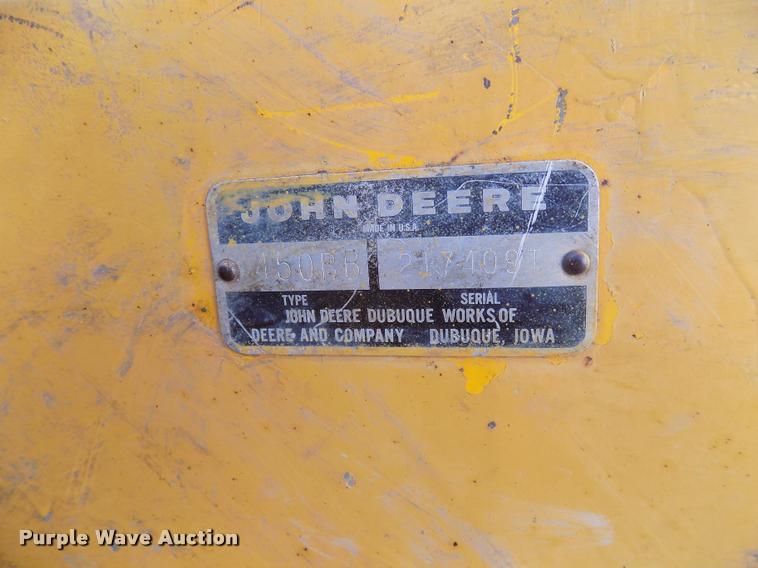 JOHN DEERE
MADE IN U.S.A.
450BB 217409T
TYPE SERIAL
JOHN DEERE DUBUQUE WORKS OF
DEERE AND COMPANY DUBUQUE, IOWA
Purple Wave Auction